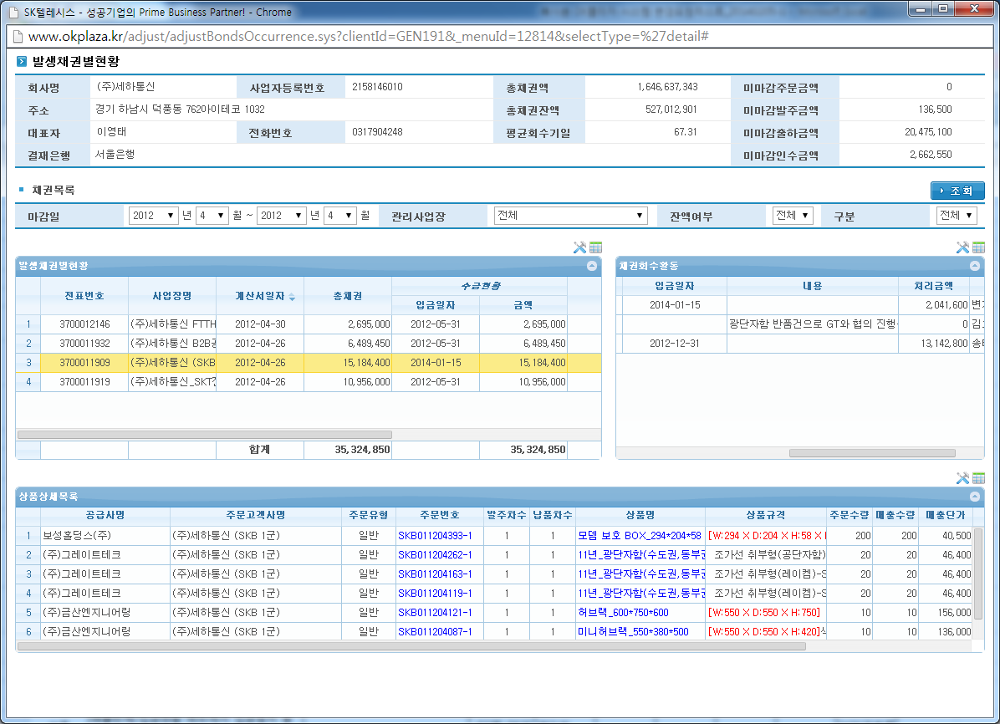 SK텔레시스 - 성공기업의 Prime Business Partner! - Chrome
www.okplaza.kr/adjust/adjustBondsOccurrence.sys?clientId=GEN191&_menuId=12814&selectType=%27detail#
발생채권별현황
회사명 (주)세하통신 사업자등록번호 2158146010 총채권액 1,646,637,343 미마감주문금액 0
주소 경기 하남시 덕풍동 762아이테코 1032 총채권잔액 527,012,901 미마감발주금액 136,500
대표자 이영태 전화번호 0317904248 평균회수기일 67.31 미마감출하금액 20,475,100
결재은행 서울은행 미마감인수금액 2,662,550
채권목록 조회
마감일 2012 년 4 월 ~ 2012 년 4 월 관리사업장 전체 잔액여부 전체 구분 전체
발생채권별현황
전표번호 사업장명 계산서일자 총채권 수금현황
입금일자 금액
1 3700012146 (주)세하통신 FTTH 2012-04-30 2,695,000 2012-05-31 2,695,000
2 3700011932 (주)세하통신 B2B공 2012-04-26 6,489,450 2012-05-31 6,489,450
3 3700011909 (주)세하통신 (SKB 2012-04-26 15,184,400 2014-01-15 15,184,400
4 3700011919 (주)세하통신_SKT 2012-04-26 10,956,000 2012-05-31 10,956,000
합계 35,324,850 35,324,850
채권회수활동
입금일자 내용 처리금액
2014-01-15 2,041,600
광단자함 반품건으로 GT와 협의 진행 0
2012-12-31 13,142,800
상품상세목록
공급사명 주문고객사명 주문유형 주문번호 발주차수 납품차수 상품명 상품규격 주문수량 매출수량 매출단가
1 보성홀딩스(주) (주)세하통신 (SKB 1군) 일반 SKB011204393-1 1 1 모뎀 보호 BOX_294*204*58 [W:294 X D:204 X H:58 X 200 200 40,500
2 (주)그레이트테크 (주)세하통신 (SKB 1군) 일반 SKB011204262-1 1 1 11년_광단자함(수도권,동부권 조가선 취부형(공단자함) 20 20 46,400
3 (주)그레이트테크 (주)세하통신 (SKB 1군) 일반 SKB011204163-1 1 1 11년_광단자함(수도권,동부권 조가선 취부형(레이켐)-S 20 20 46,400
4 (주)그레이트테크 (주)세하통신 (SKB 1군) 일반 SKB011204119-1 1 1 11년_광단자함(수도권,동부권 조가선 취부형(레이켐)-S 20 20 46,400
5 (주)금산엔지니어링 (주)세하통신 (SKB 1군) 일반 SKB011204121-1 1 1 허브랙_600*750*600 [W:550 X D:550 X H:750] 10 10 156,000
6 (주)금산엔지니어링 (주)세하통신 (SKB 1군) 일반 SKB011204087-1 1 1 미니허브랙_550*380*500 [W:550 X D:550 X H:420] 10 10 136,000